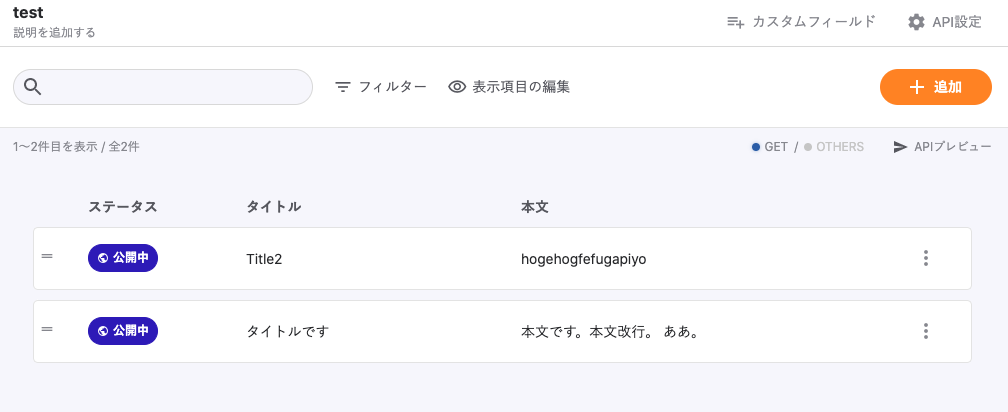 test
説明を追加する
カスタムフィールド API設定
フィルター 表示項目の編集 追加
1〜2件目を表示 / 全2件 GET / OTHERS APIプレビュー
ステータス タイトル 本文
公開中 Title2 hogehogfefugapiyo
公開中 タイトルです 本文です。本文改行。 ああ。